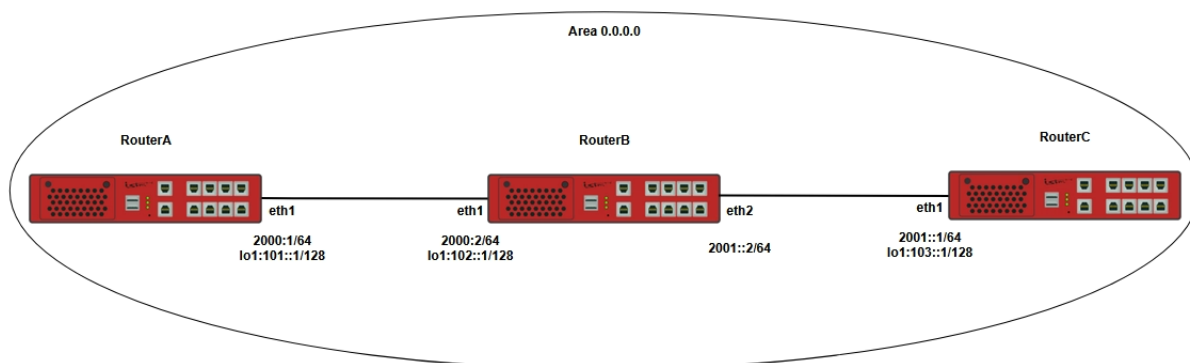 Area 0.0.0.0
RouterA
RouterB
RouterC
eth1
eth1
eth2
eth1
2000:1/64
lo1:101::1/128
2000:2/64
lo1:102::1/128
2001::2/64
2001::1/64
lo1:103::1/128